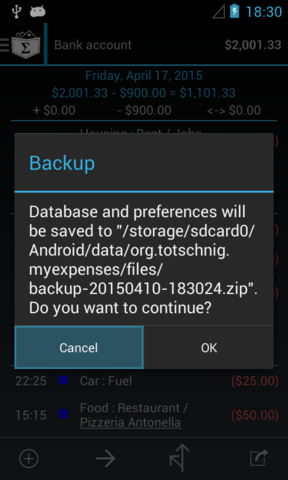 18:30
Bank account $2,001.33
Friday, April 17, 2015
$2,001.33 - $900.00 = $1,101.33
+ $0.00 - $900.00 <-> $0.00
Housing : Rent / John
Backup
Database and preferences will
be saved to "/storage/sdcard0/
Android/data/org.totschnig.
myexpenses/files/
backup-20150410-183024.zip".
Do you want to continue?
Cancel OK
22:25 Car : Fuel ($25.00)
15:15 Food : Restaurant / ($50.00)
Pizzeria Antonella